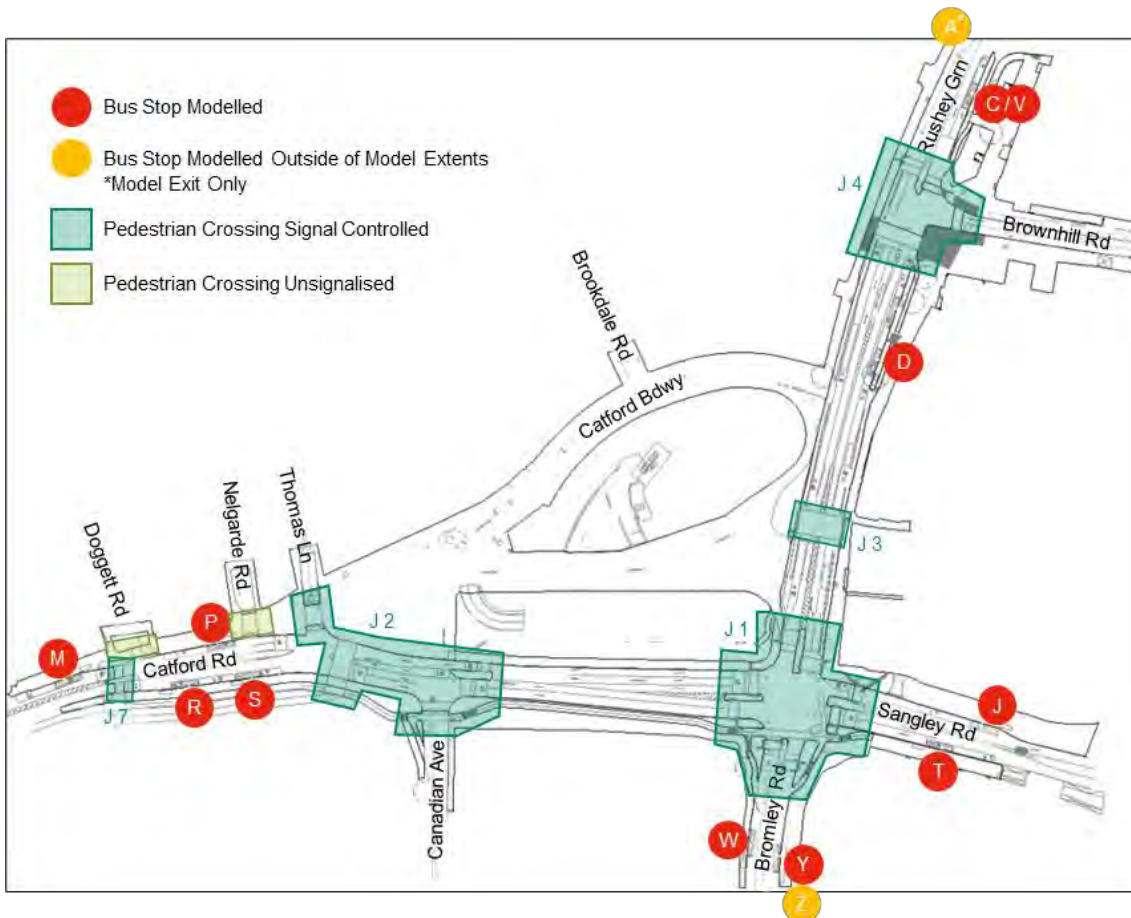 A*
Rushey Grn
C / V
Bus Stop Modelled
Bus Stop Modelled Outside of Model Extents
*Model Exit Only
J 4
Pedestrian Crossing Signal Controlled
Brownhill Rd
Pedestrian Crossing Unsignalised
Brookdale Rd
D
Catford Bdwy
Thomas Ln
Nelgarde Rd
Doggett Rd
J 3
P
J 2
J 1
M
Catford Rd
R
S
J 7
Canadian Ave
J
Sangley Rd
T
Bromley Rd
W
Y
Z